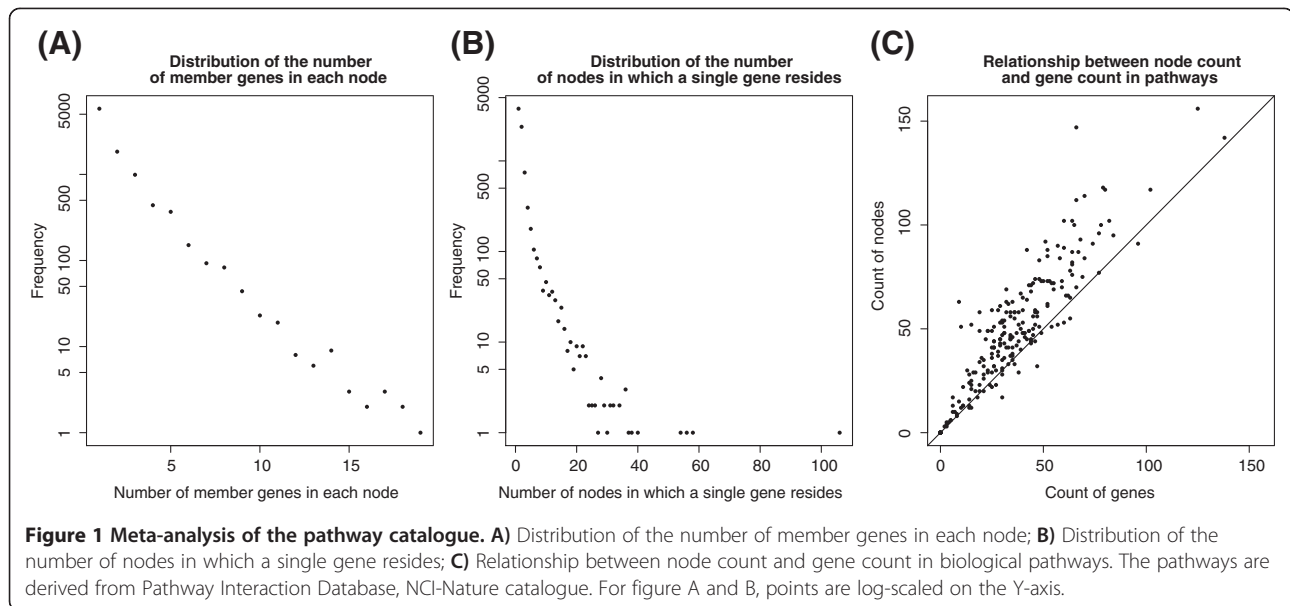 (A)
Distribution of the number
of member genes in each node
Frequency
5000
500
50 100
10
5
1
5
10
15
Number of member genes in each node
(B)
Distribution of the number
of nodes in which a single gene resides
Frequency
5000
500
50 100
10
5
1
0
20
40
60
80
100
Number of nodes in which a single gene resides
(C)
Relationship between node count
and gene count in pathways
Count of nodes
150
100
50
0
0
50
100
150
Count of genes
Figure 1 Meta-analysis of the pathway catalogue. A) Distribution of the number of member genes in each node; B) Distribution of the
number of nodes in which a single gene resides; C) Relationship between node count and gene count in biological pathways. The pathways are
derived from Pathway Interaction Database, NCI-Nature catalogue. For figure A and B, points are log-scaled on the Y-axis.